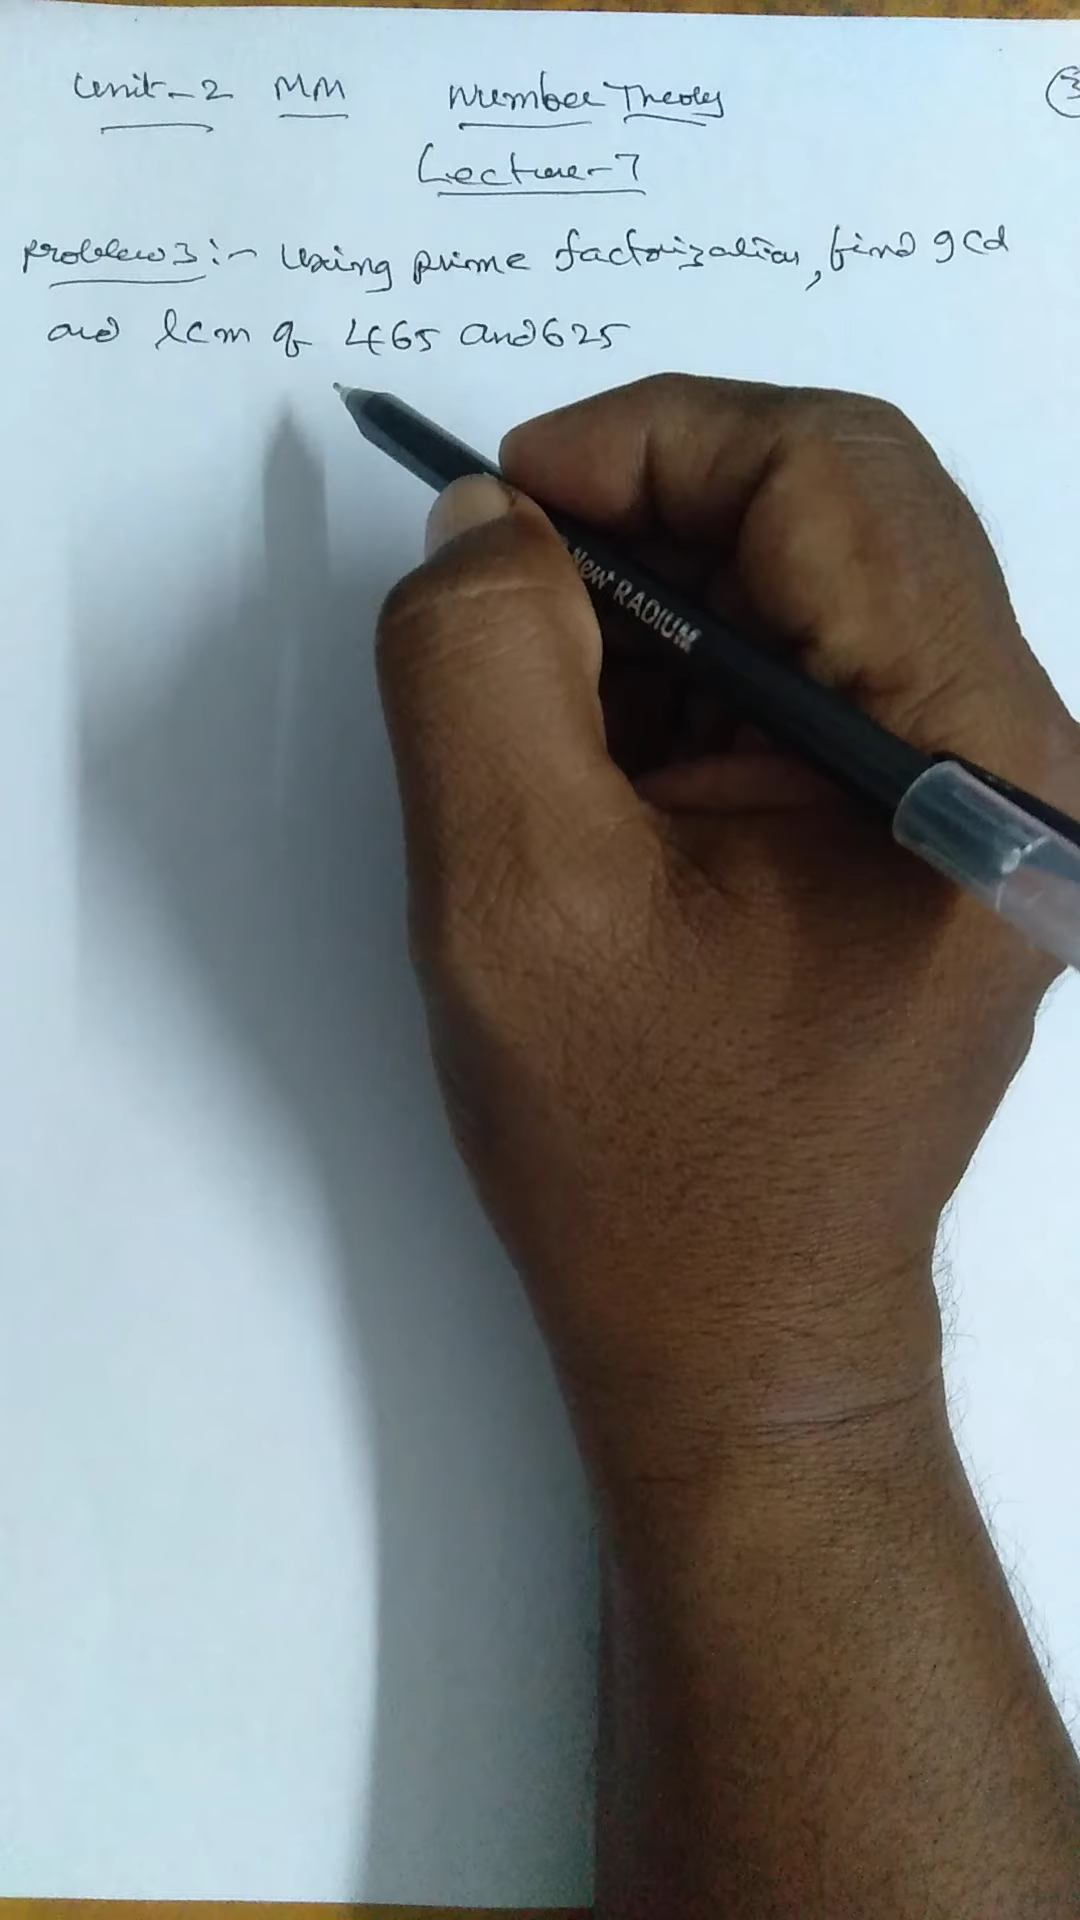 Unit-2 MM Number Theory
Lecture-7
problem 3:- Using prime factorization, find gcd
and lcm of 465 and 625
New RADIUM